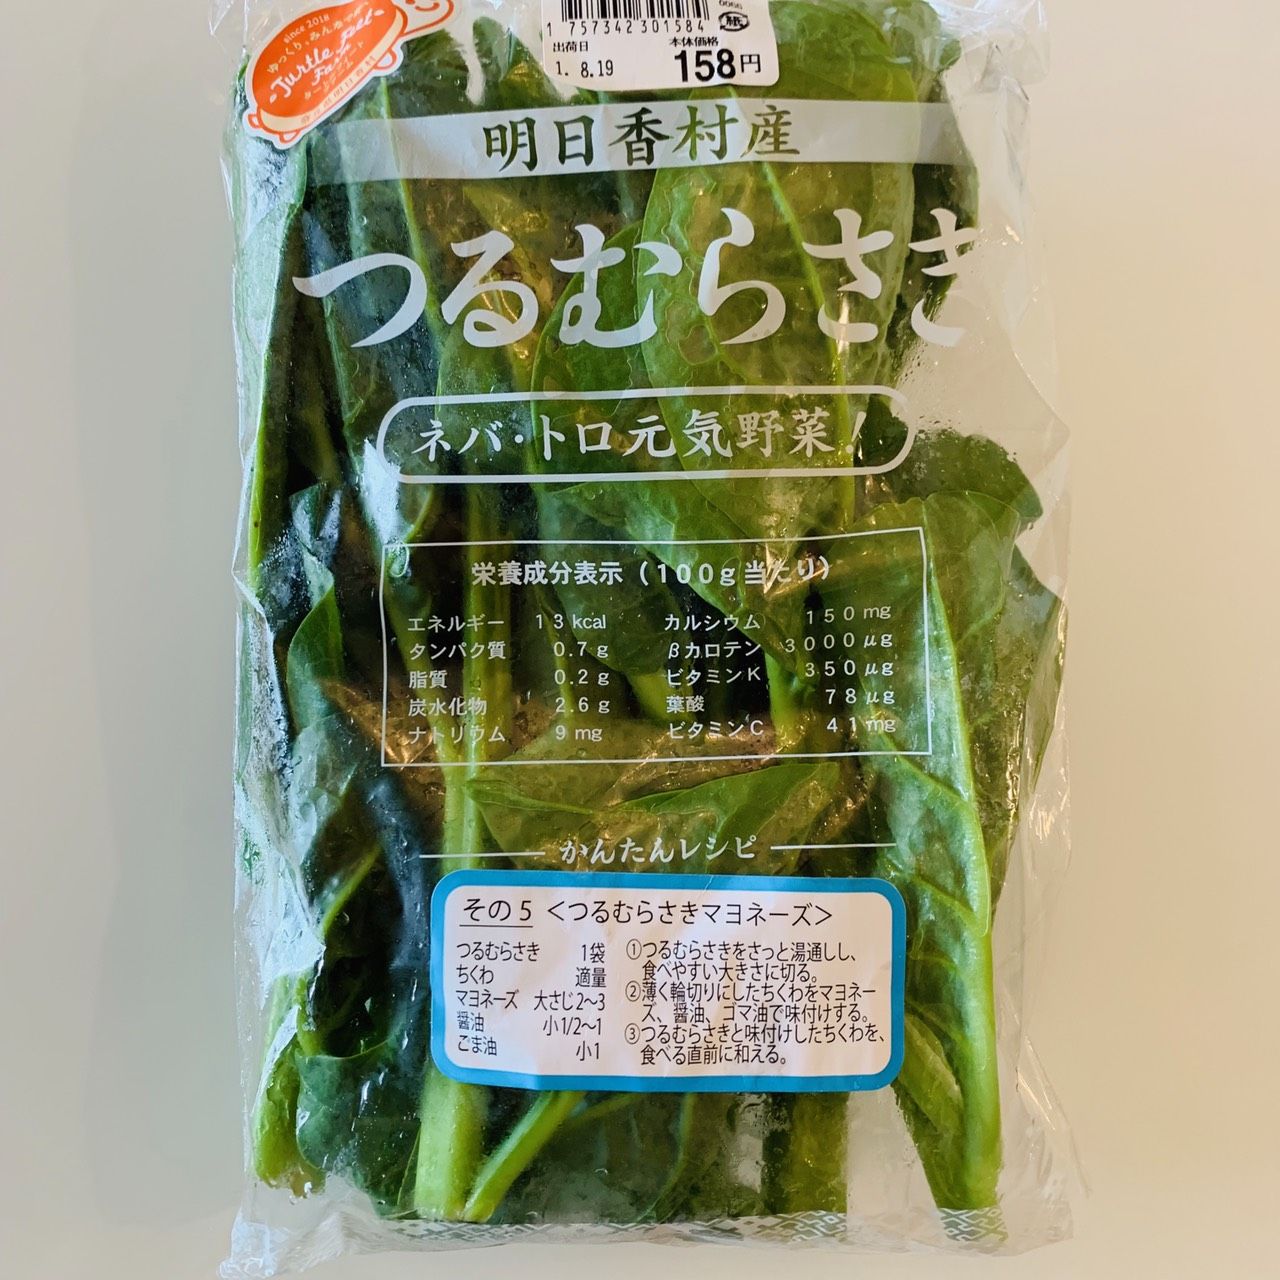 since 2018
Turtle Pet Farm
1 757342 301584
紙
出荷日
本体価格
1. 8.19
158円
明日香村産
つるむらさき
ネバ・トロ元気野菜！
栄養成分表示（100g当たり）
エネルギー 13 kcal
タンパク質 0.7 g
脂質 0.2 g
炭水化物 2.6 g
ナトリウム 9 mg
カルシウム 150 mg
βカロテン 3000 μg
ビタミンK 350 μg
葉酸 78 μg
ビタミンC 41 mg
かんたんレシピ
その5 ＜つるむらさきマヨネーズ＞
つるむらさき 1袋
ちくわ 適量
マヨネーズ 大さじ2〜3
醤油 小1/2〜1
ごま油 小1
①つるむらさきをさっと湯通しし、
食べやすい大きさに切る。
②薄く輪切りにしたちくわをマヨネー
ズ、醤油、ゴマ油で味付けする。
③つるむらさきと味付けしたちくわを、
食べる直前に和える。